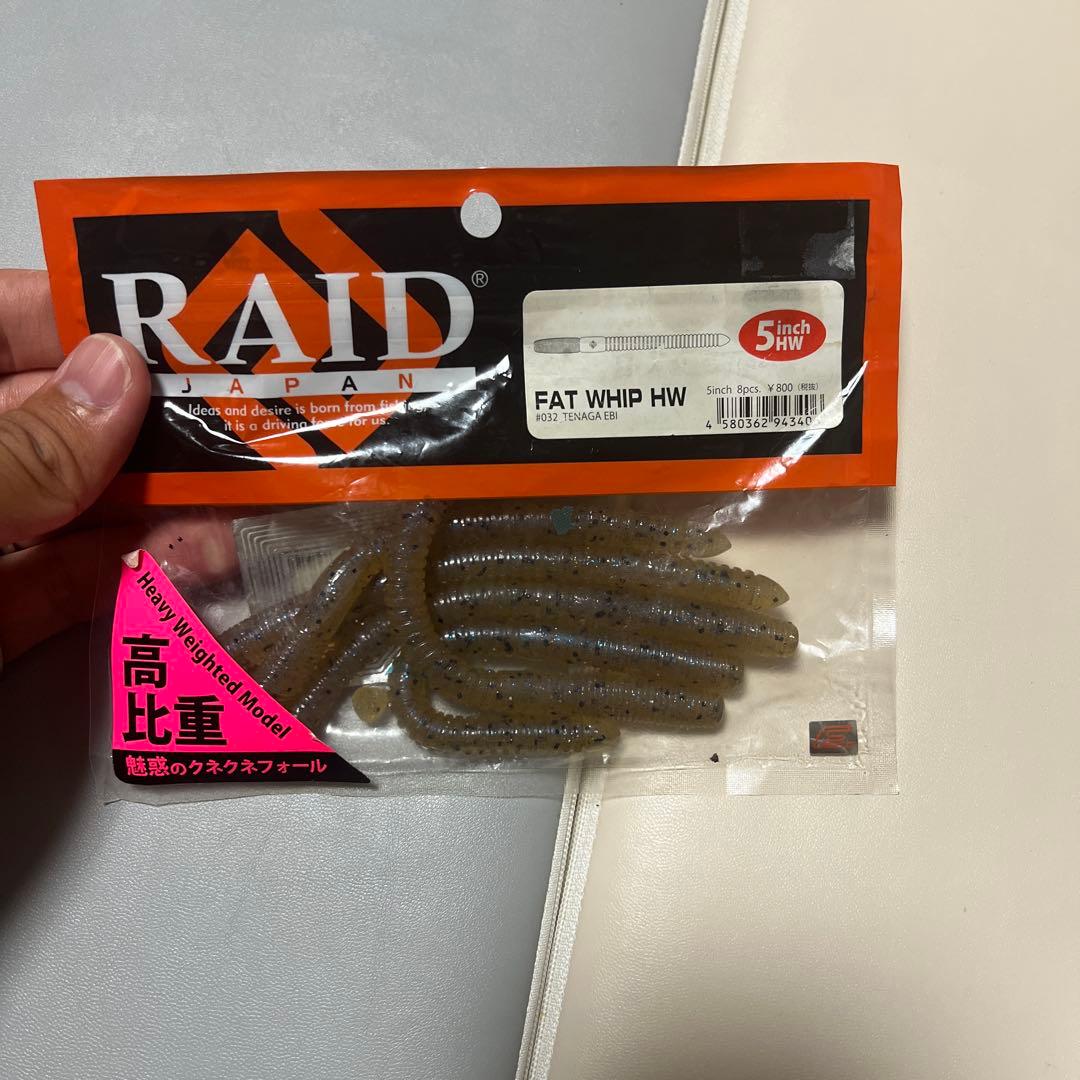 RAID®
JAPAN
Ideas and desire is born from fishing,
it is a driving force for us.
5inch
HW
FAT WHIP HW
#032 TENAGA EBI
5inch 8pcs. ¥800(税抜)
4 580362 94340
Heavy Weighted Model
高
比重
魅惑のクネクネフォール